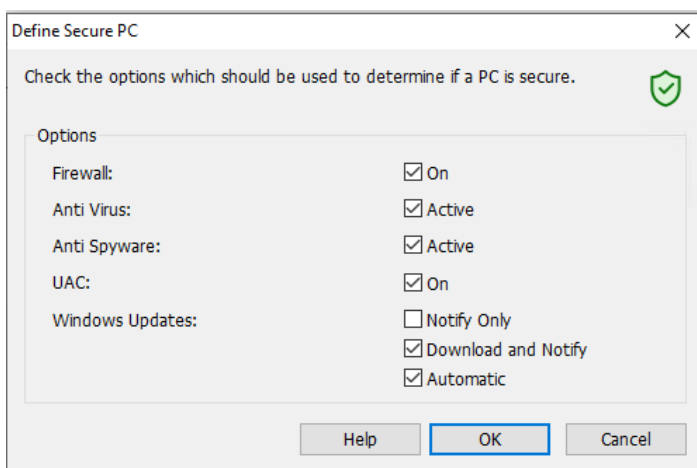 Define Secure PC
Check the options which should be used to determine if a PC is secure.
Options
Firewall: On
Anti Virus: Active
Anti Spyware: Active
UAC: On
Windows Updates: Notify Only
Download and Notify
Automatic
Help OK Cancel